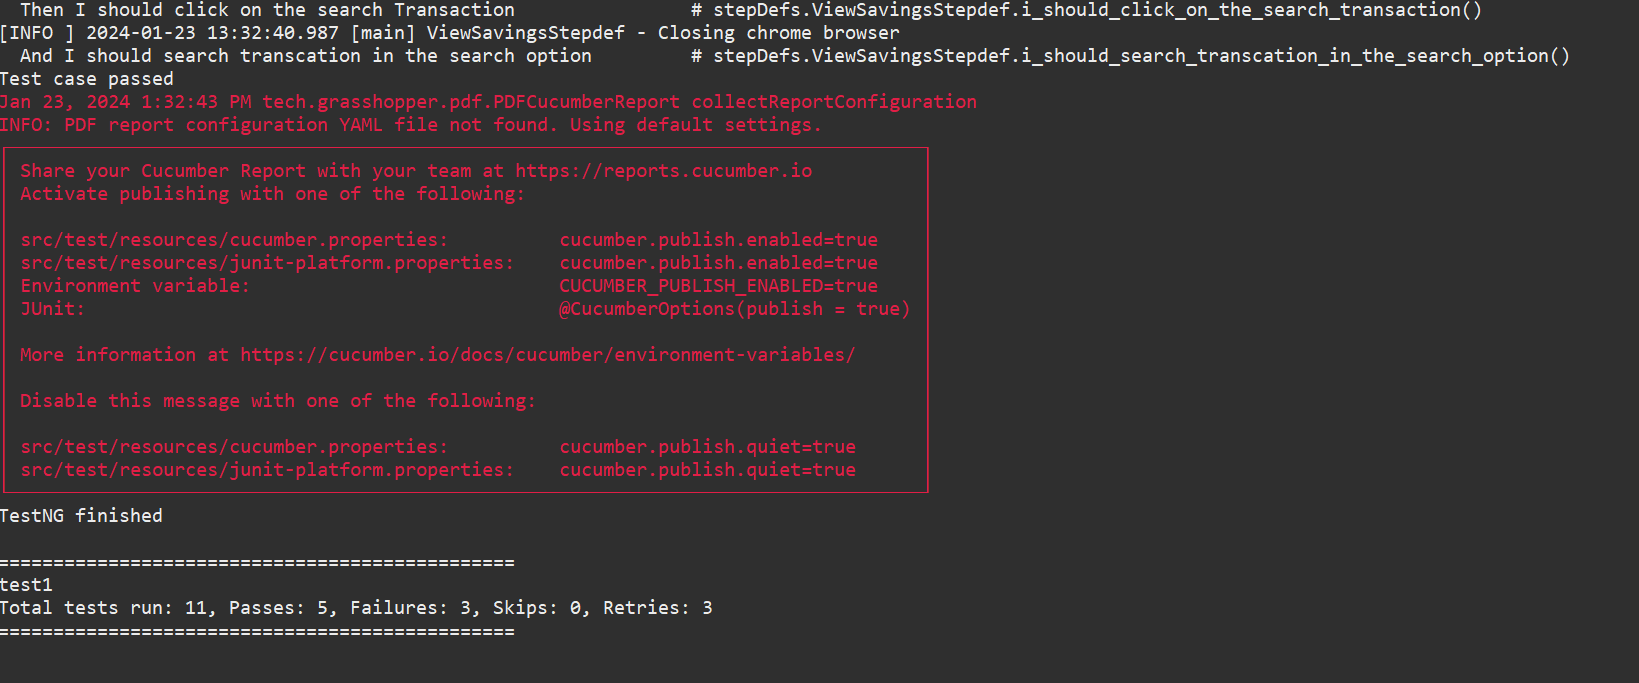 Then I should click on the search Transaction # stepDefs.ViewSavingsStepdef.i_should_click_on_the_search_transaction()
[INFO ] 2024-01-23 13:32:40.987 [main] ViewSavingsStepdef - Closing chrome browser
And I should search transcation in the search option # stepDefs.ViewSavingsStepdef.i_should_search_transcation_in_the_search_option()
Test case passed
Jan 23, 2024 1:32:43 PM tech.grasshopper.pdf.PDFCucumberReport collectReportConfiguration
INFO: PDF report configuration YAML file not found. Using default settings.
Share your Cucumber Report with your team at https://reports.cucumber.io
Activate publishing with one of the following:
src/test/resources/cucumber.properties: cucumber.publish.enabled=true
src/test/resources/junit-platform.properties: cucumber.publish.enabled=true
Environment variable: CUCUMBER_PUBLISH_ENABLED=true
JUnit: @CucumberOptions(publish = true)
More information at https://cucumber.io/docs/cucumber/environment-variables/
Disable this message with one of the following:
src/test/resources/cucumber.properties: cucumber.publish.quiet=true
src/test/resources/junit-platform.properties: cucumber.publish.quiet=true
TestNG finished
===============================================
test1
Total tests run: 11, Passes: 5, Failures: 3, Skips: 0, Retries: 3
===============================================